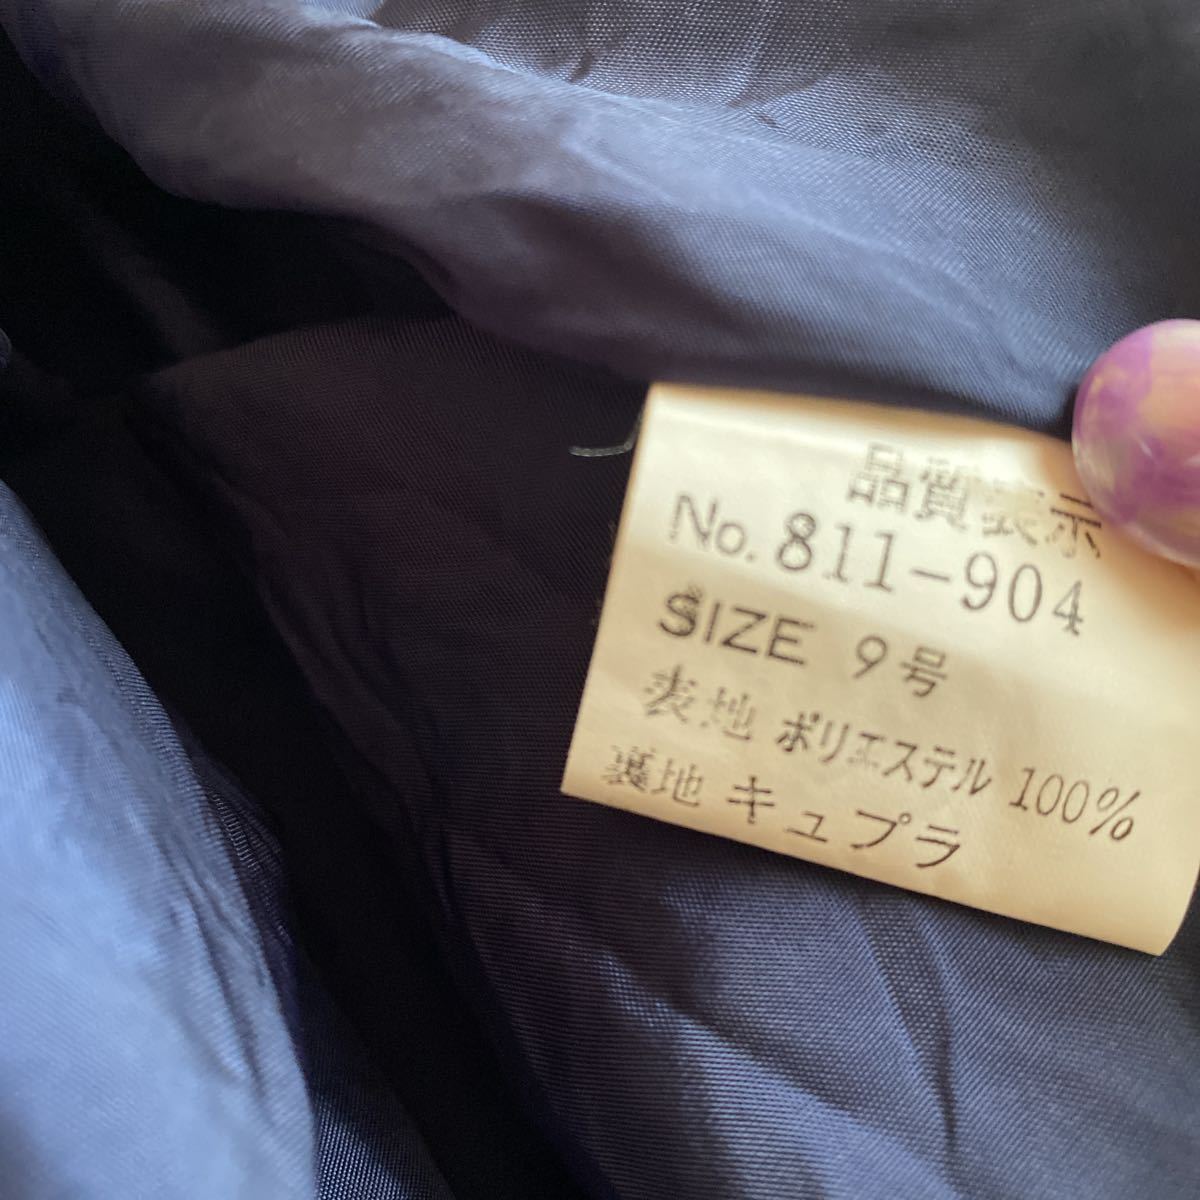 品質表示
No. 811-904
SIZE 9号
表地 ポリエステル 100%
裏地 キュプラ